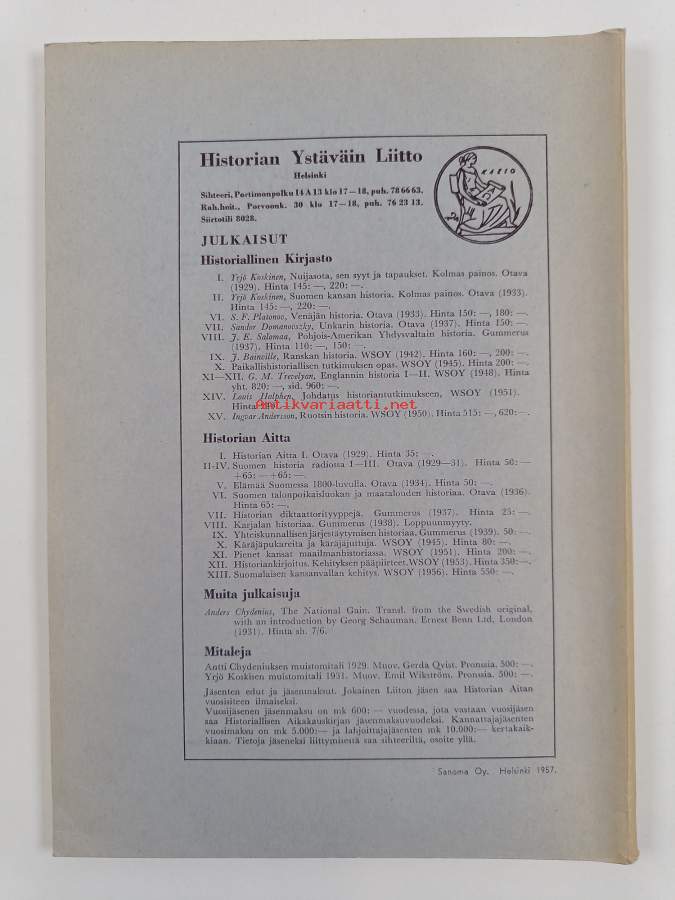 Historian Ystäväin Liitto
Helsinki
Sihteeri, Portimonpolku 14 A 13 klo 17—18, puh. 78 66 63.
Rah.hoit., Porvoonk. 30 klo 17—18, puh. 76 23 13.
Siirtotili 8028.
JULKAISUT
Historiallinen Kirjasto
I. Yrjö Koskinen, Nuijasota, sen syyt ja tapaukset. Kolmas painos. Otava
(1929). Hinta 145: —, 220: —.
II. Yrjö Koskinen, Suomen kansan historia. Kolmas painos. Otava (1933).
Hinta 145: —, 220: —.
VI. S. F. Platonov, Venäjän historia. Otava (1933). Hinta 150: —, 180: —.
VII. Sandor Domanovszky, Unkarin historia. Otava (1937). Hinta 150: —.
VIII. J. E. Salomaa, Pohjois-Amerikan Yhdysvaltain historia. Gummerus
(1937). Hinta 110: —, 150: —.
IX. J. Bainville, Ranskan historia. WSOY (1942). Hinta 160: —, 200: —.
X. Paikallishistoriallisen tutkimuksen opas. WSOY (1945). Hinta 200: —.
XI—XII. G. M. Trevelyan, Englannin historia I—II. WSOY (1948). Hinta
yht. 820: —, sid. 960: —.
XIV. Louis Halphen, Johdatus historiantutkimukseen, WSOY (1951).
Hinta
Antikvariaatti.net
XV. Ingvar Andersson, Ruotsin historia. WSOY (1950). Hinta 515: —, 620: —.
Historian Aitta
I. Historian Aitta I. Otava (1929). Hinta 35: —.
II-IV. Suomen historia radiossa I—III. Otava (1929—31). Hinta 50: —
+65: — +65: —.
V. Elämää Suomessa 1800-luvulla. Otava (1934). Hinta 50: —.
VI. Suomen talonpoikaisluokan ja maatalouden historiaa. Otava (1936).
Hinta 65: —.
VII. Historian diktaattorityyppejä. Gummerus (1937). Hinta 25: —.
VIII. Karjalan historiaa. Gummerus (1938). Loppuunmyyty.
IX. Yhteiskunnallisen järjestäytymisen historiaa. Gummerus (1939). 50: —.
X. Käräjäpukareita ja käräjäjuttuja. WSOY (1945). Hinta 80: —.
XI. Pienet kansat maailmanhistoriassa. WSOY (1951). Hinta 200: —.
XII. Historiankirjoitus. Kehityksen pääpiirteet. WSOY (1953). Hinta 350: —.
XIII. Suomalaisen kansanvallan kehitys. WSOY (1956). Hinta 550: —.
Muita julkaisuja
Anders Chydenius, The National Gain. Transl. from the Swedish original,
with an introduction by Georg Schauman. Ernest Benn Ltd, London
(1931). Hinta sh. 7/6.
Mitaleja
Antti Chydeniuksen muistomitali 1929. Muov. Gerda Qvist. Pronssia. 500: —.
Yrjö Koskisen muistomitali 1931. Muov. Emil Wikström. Pronssia. 500: —.
Jäsenten edut ja jäsenmaksut. Jokainen Liiton jäsen saa Historian Aitan
vuosisiteen ilmaiseksi.
Vuosijäsenen jäsenmaksu on mk 600: — vuodessa, jota vastaan vuosijäsen
saa Historiallisen Aikakauskirjan jäsenmaksuvuodeksi. Kannattajajäsenten
vuosimaksu on mk 5.000: — ja lahjoittajajäsenten mk 10.000: — kertakaik-
kiaan. Tietoja jäseneksi liittymisestä saa sihteeriltä, osoite yllä.
Sanoma Oy. Helsinki 1957.